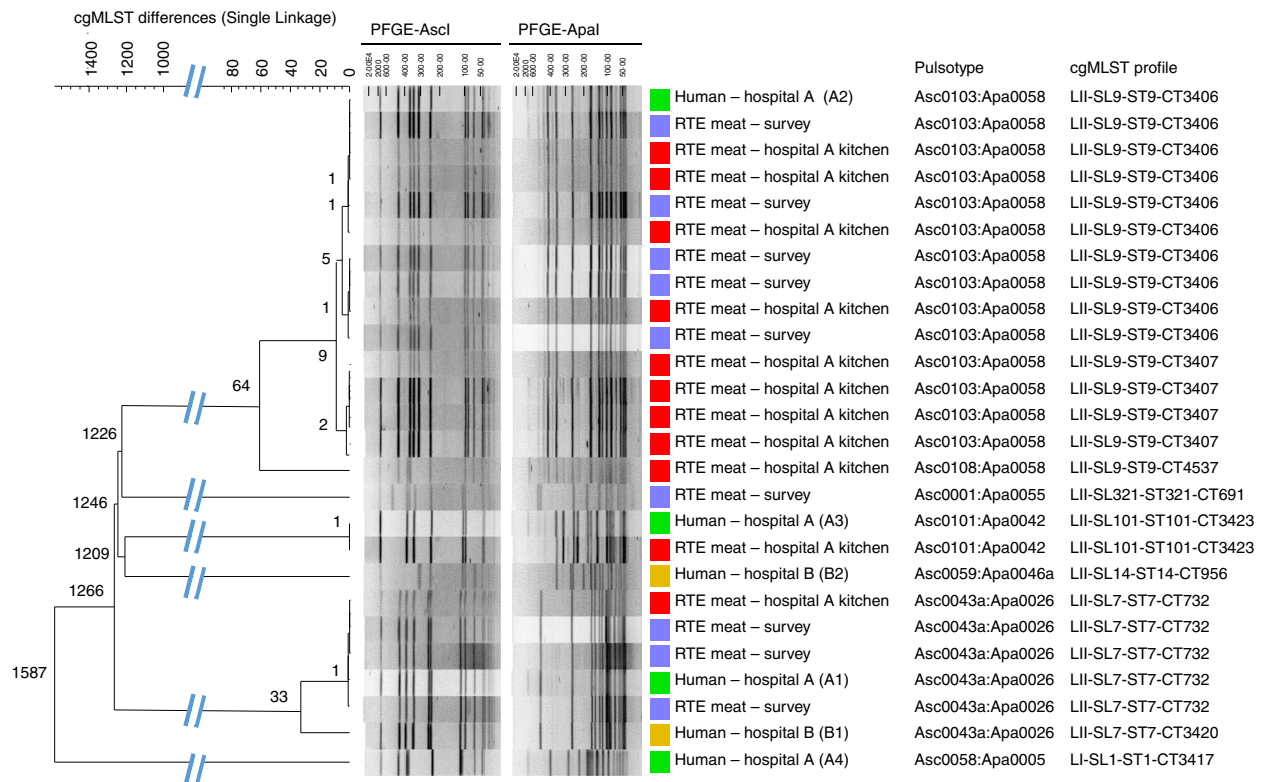 cgMLST differences (Single Linkage)
PFGE-AscI
PFGE-ApaI
1400 1200 1000 80 60 40 20 0
Pulsotype cgMLST profile
Human – hospital A (A2) Asc0103:Apa0058 LII-SL9-ST9-CT3406
RTE meat – survey Asc0103:Apa0058 LII-SL9-ST9-CT3406
RTE meat – hospital A kitchen Asc0103:Apa0058 LII-SL9-ST9-CT3406
1 RTE meat – hospital A kitchen Asc0103:Apa0058 LII-SL9-ST9-CT3406
1 RTE meat – survey Asc0103:Apa0058 LII-SL9-ST9-CT3406
RTE meat – hospital A kitchen Asc0103:Apa0058 LII-SL9-ST9-CT3406
5 RTE meat – survey Asc0103:Apa0058 LII-SL9-ST9-CT3406
RTE meat – survey Asc0103:Apa0058 LII-SL9-ST9-CT3406
1 RTE meat – hospital A kitchen Asc0103:Apa0058 LII-SL9-ST9-CT3406
RTE meat – survey Asc0103:Apa0058 LII-SL9-ST9-CT3406
9 RTE meat – hospital A kitchen Asc0103:Apa0058 LII-SL9-ST9-CT3407
64 RTE meat – hospital A kitchen Asc0103:Apa0058 LII-SL9-ST9-CT3407
2 RTE meat – hospital A kitchen Asc0103:Apa0058 LII-SL9-ST9-CT3407
1226 RTE meat – hospital A kitchen Asc0103:Apa0058 LII-SL9-ST9-CT3407
RTE meat – hospital A kitchen Asc0108:Apa0058 LII-SL9-ST9-CT4537
1246 RTE meat – survey Asc0001:Apa0055 LII-SL321-ST321-CT691
1 Human – hospital A (A3) Asc0101:Apa0042 LII-SL101-ST101-CT3423
1209 RTE meat – hospital A kitchen Asc0101:Apa0042 LII-SL101-ST101-CT3423
Human – hospital B (B2) Asc0059:Apa0046a LII-SL14-ST14-CT956
1266 RTE meat – hospital A kitchen Asc0043a:Apa0026 LII-SL7-ST7-CT732
RTE meat – survey Asc0043a:Apa0026 LII-SL7-ST7-CT732
RTE meat – survey Asc0043a:Apa0026 LII-SL7-ST7-CT732
1587 1 Human – hospital A (A1) Asc0043a:Apa0026 LII-SL7-ST7-CT732
33 RTE meat – survey Asc0043a:Apa0026 LII-SL7-ST7-CT732
Human – hospital B (B1) Asc0043a:Apa0026 LII-SL7-ST7-CT3420
Human – hospital A (A4) Asc0058:Apa0005 LI-SL1-ST1-CT3417